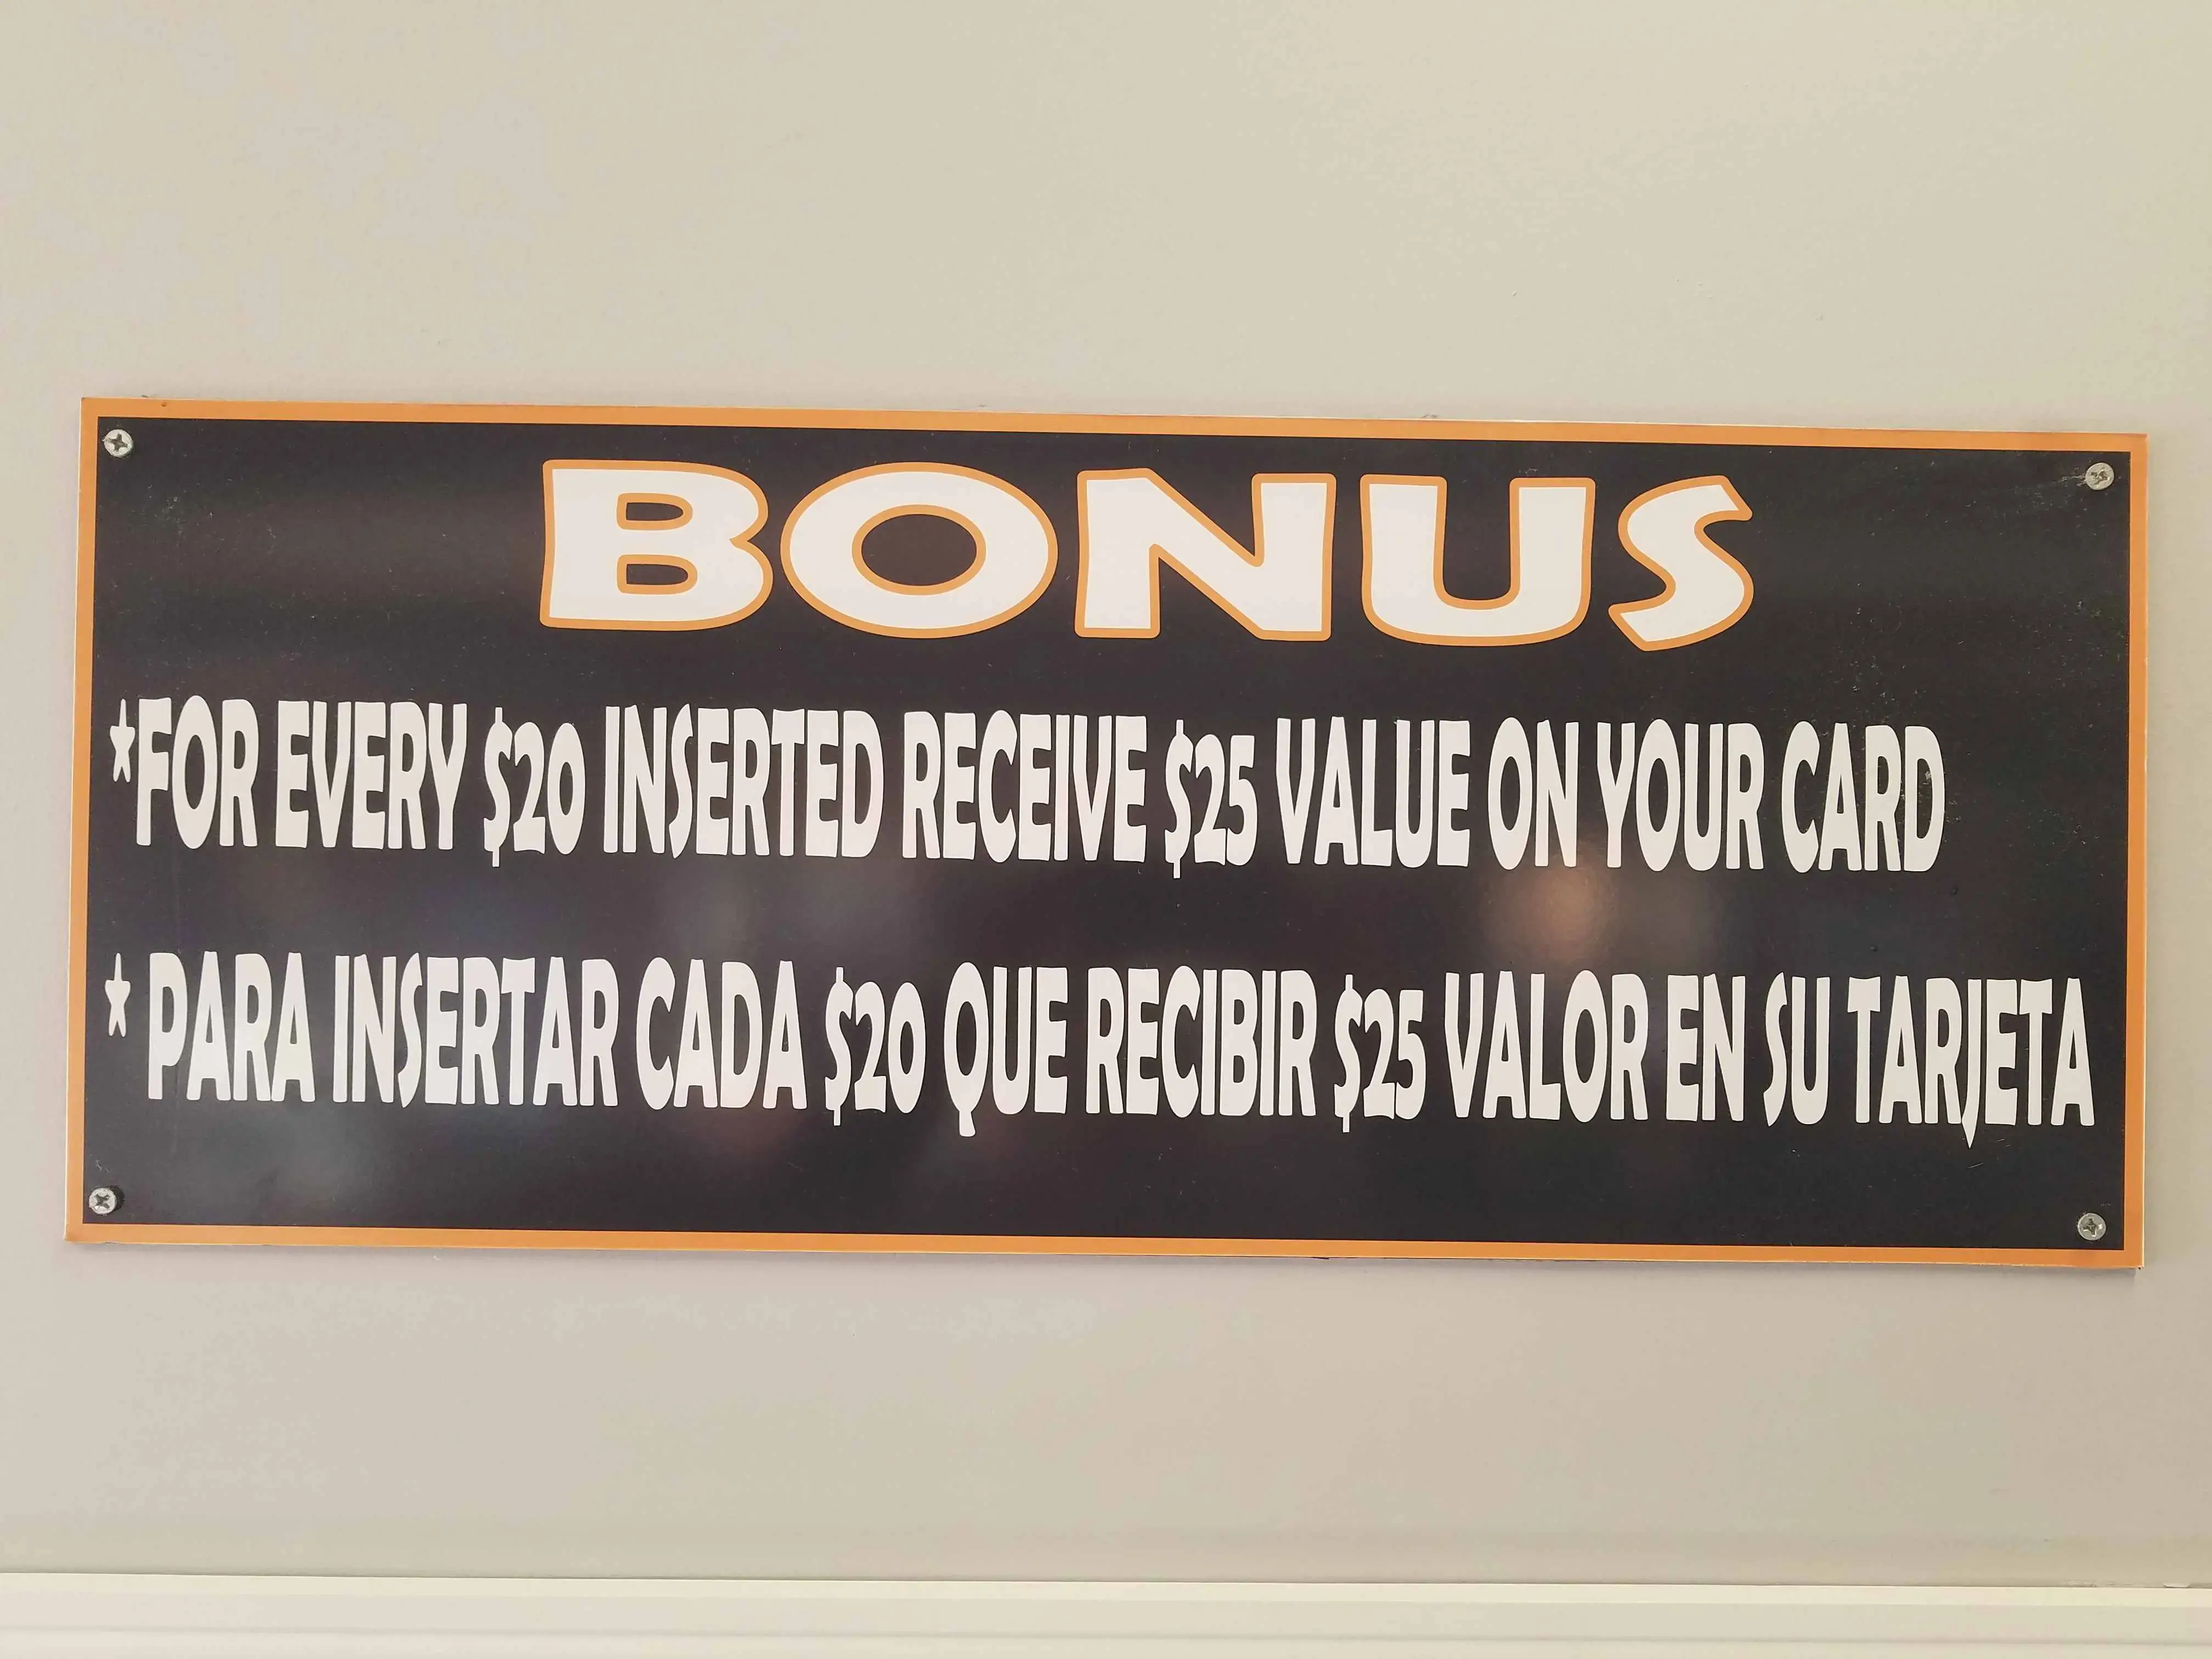 BONUS
*FOR EVERY $20 INSERTED RECEIVE $25 VALUE ON YOUR CARD
* PARA INSERTAR CADA $20 QUE RECIBIR $25 VALOR EN SU TARJETA